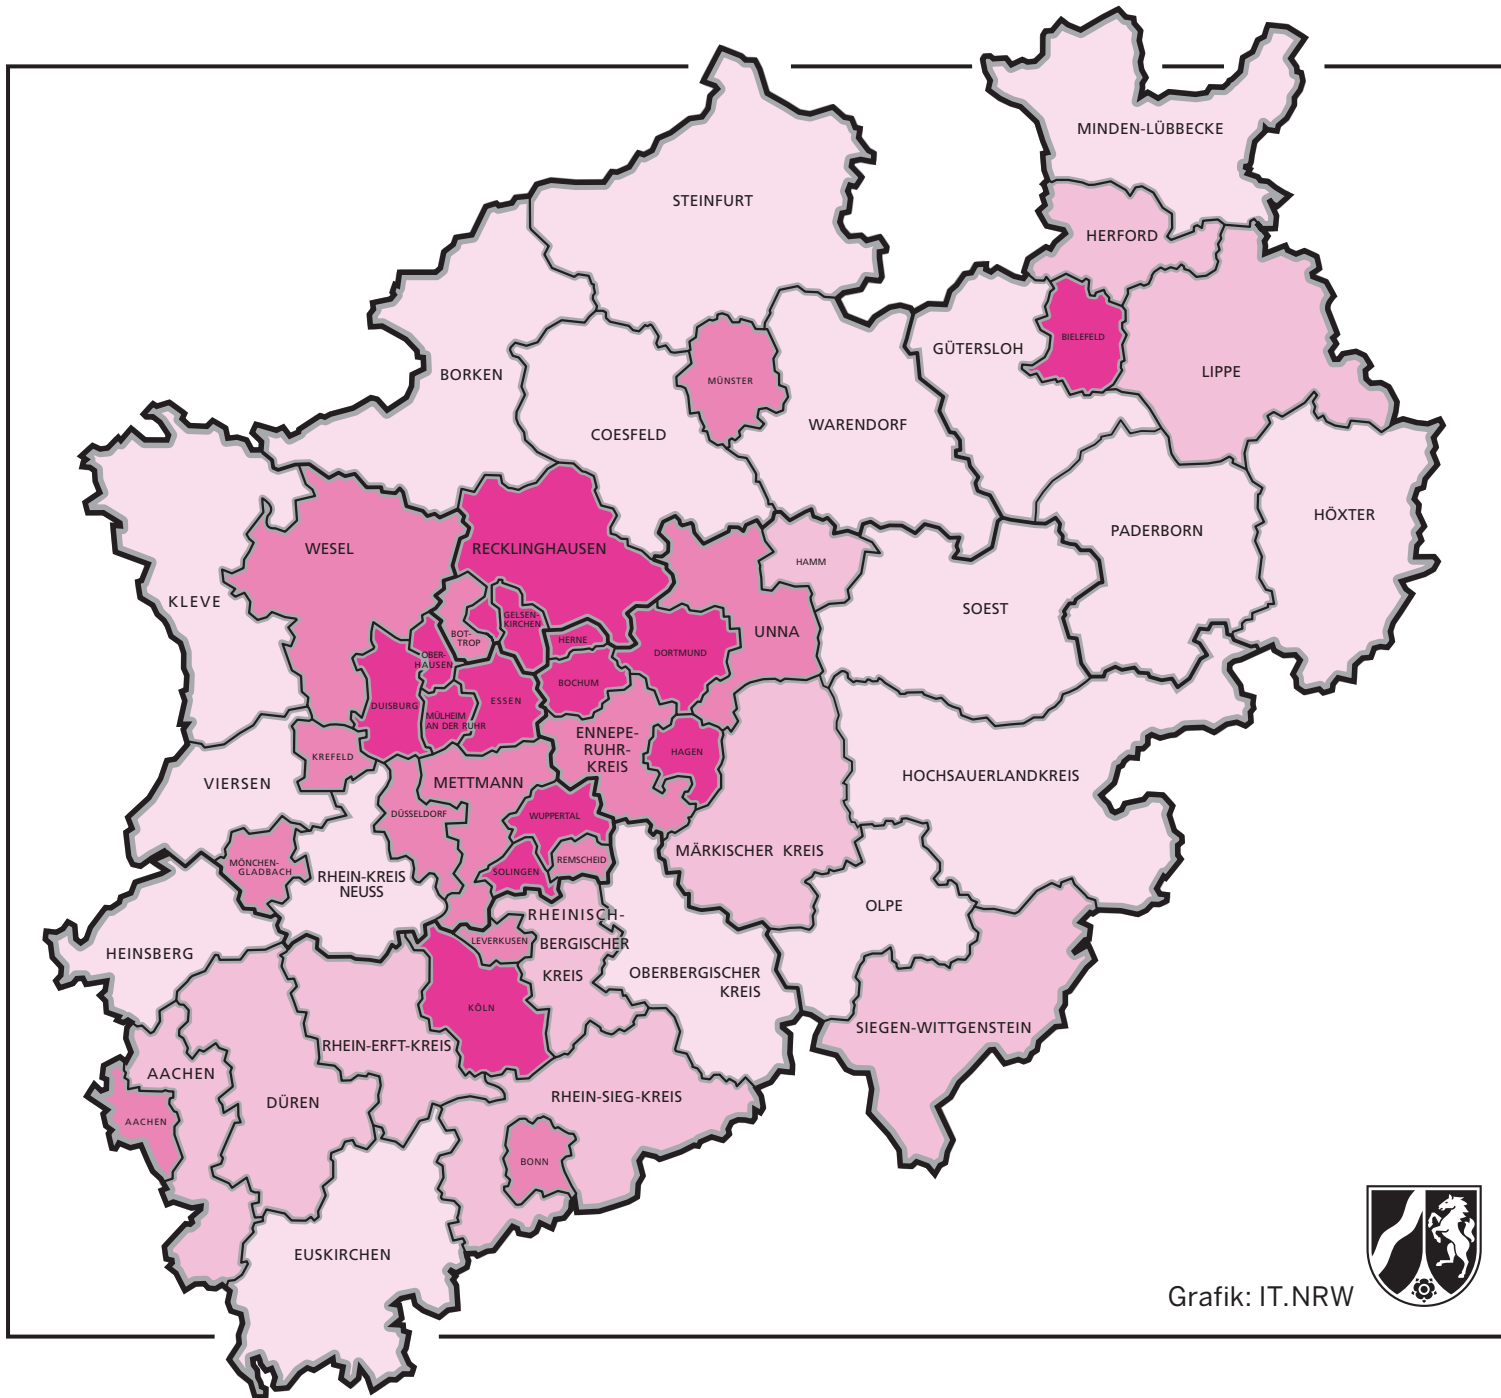 MINDEN-LÜBBECKE
STEINFURT
HERFORD
BIELEFELD
GÜTERSLOH
LIPPE
BORKEN
MÜNSTER
COESFELD
WARENDORF
HÖXTER
PADERBORN
WESEL
RECKLINGHAUSEN
HAMM
KLEVE
SOEST
GELSEN-
KIRCHEN
BOT-
TROP
HERNE
UNNA
OBER-
HAUSEN
DORTMUND
BOCHUM
DUISBURG
ESSEN
MÜLHEIM
AN DER RUHR
ENNEPE-
RUHR-
KREIS
HAGEN
KREFELD
HOCHSAUERLANDKREIS
VIERSEN
METTMANN
DÜSSELDORF
WUPPERTAL
MÄRKISCHER KREIS
MÖNCHEN-
GLADBACH
REMSCHEID
SOLINGEN
RHEIN-KREIS
NEUSS
OLPE
RHEINISCH-
BERGISCHER
KREIS
LEVERKUSEN
HEINSBERG
OBERBERGISCHER
KREIS
KÖLN
SIEGEN-WITTGENSTEIN
RHEIN-ERFT-KREIS
AACHEN
DÜREN
RHEIN-SIEG-KREIS
AACHEN
BONN
EUSKIRCHEN
Grafik: IT.NRW